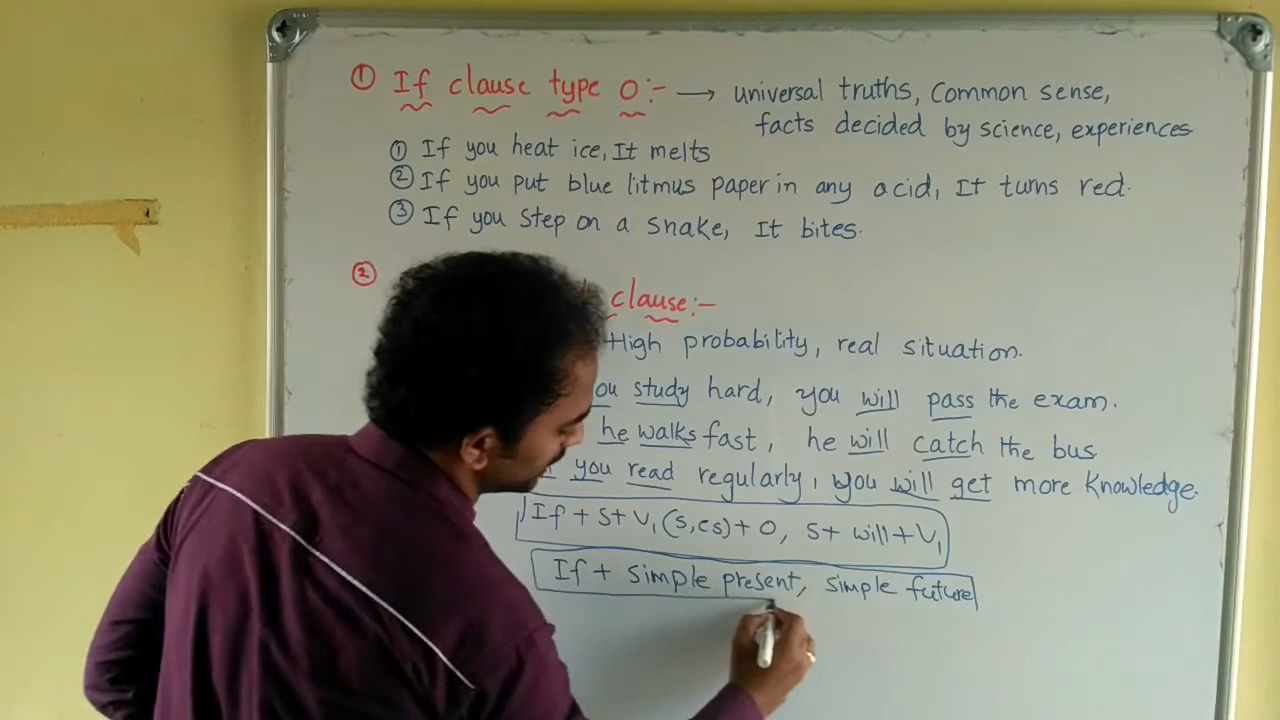 ① If clause type 0:- → universal truths, Common sense,
facts decided by science, experiences
① If you heat ice, It melts
② If you put blue litmus paper in any acid, It turns red.
③ If you step on a snake, It bites.
② clause:-
High probability, real situation.
you study hard, you will pass the exam.
he walks fast, he will catch the bus
you read regularly, you will get more knowledge.
If + S + V1 (s, es) + O, S + will + V1
If + Simple present, simple future